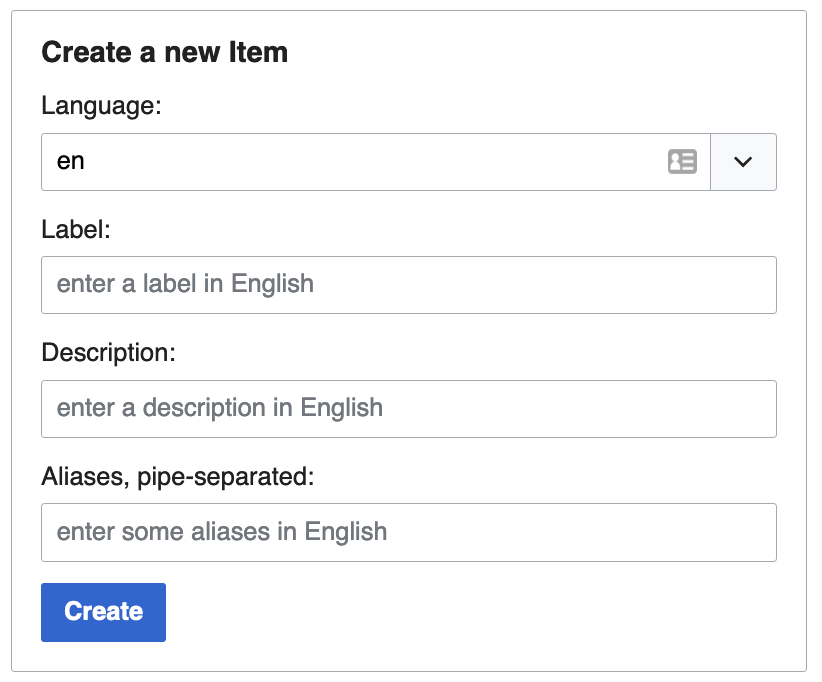 Create a new Item
Language:
en
Label:
enter a label in English
Description:
enter a description in English
Aliases, pipe-separated:
enter some aliases in English
Create